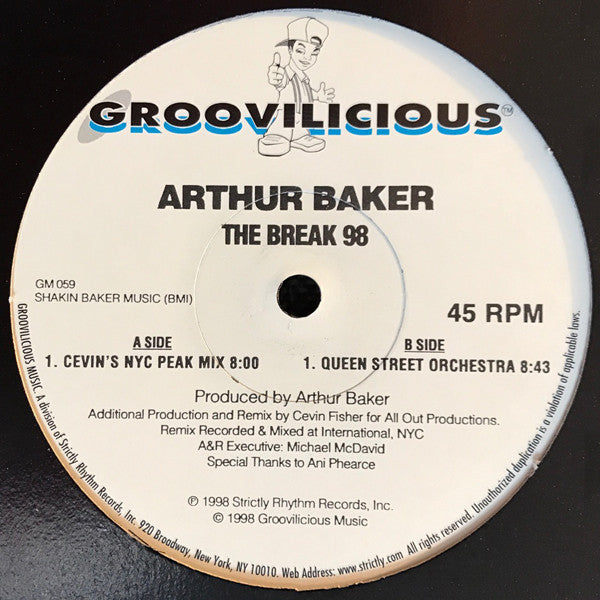 GROOVILICIOUS™
ARTHUR BAKER
THE BREAK 98
GM 059
SHAKIN BAKER MUSIC (BMI)
45 RPM
A SIDE
1. CEVIN'S NYC PEAK MIX 8:00
B SIDE
1. QUEEN STREET ORCHESTRA 8:43
Produced by Arthur Baker
Additional Production and Remix by Cevin Fisher for All Out Productions.
Remix Recorded & Mixed at International, NYC
A&R Executive: Michael McDavid
Special Thanks to Ani Phearce
℗ 1998 Strictly Rhythm Records, Inc.
© 1998 Groovilicious Music
GROOVILICIOUS MUSIC. A division of Strictly Rhythm Records, Inc. 920 Broadway, New York, NY 10010. Web Address: www.strictly.com All rights reserved. Unauthorized duplication is a violation of applicable laws.